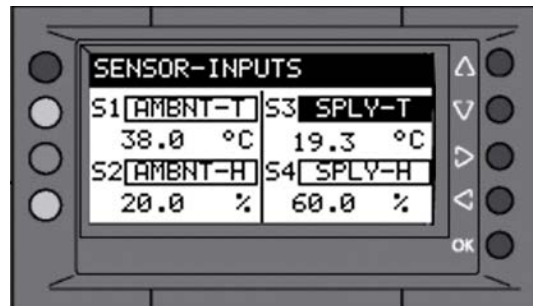 SENSOR-INPUTS
S1 AMBNT-T S3 SPLY-T
38.0 °C 19.3 °C
S2 AMBNT-H S4 SPLY-H
20.0 % 60.0 %
OK